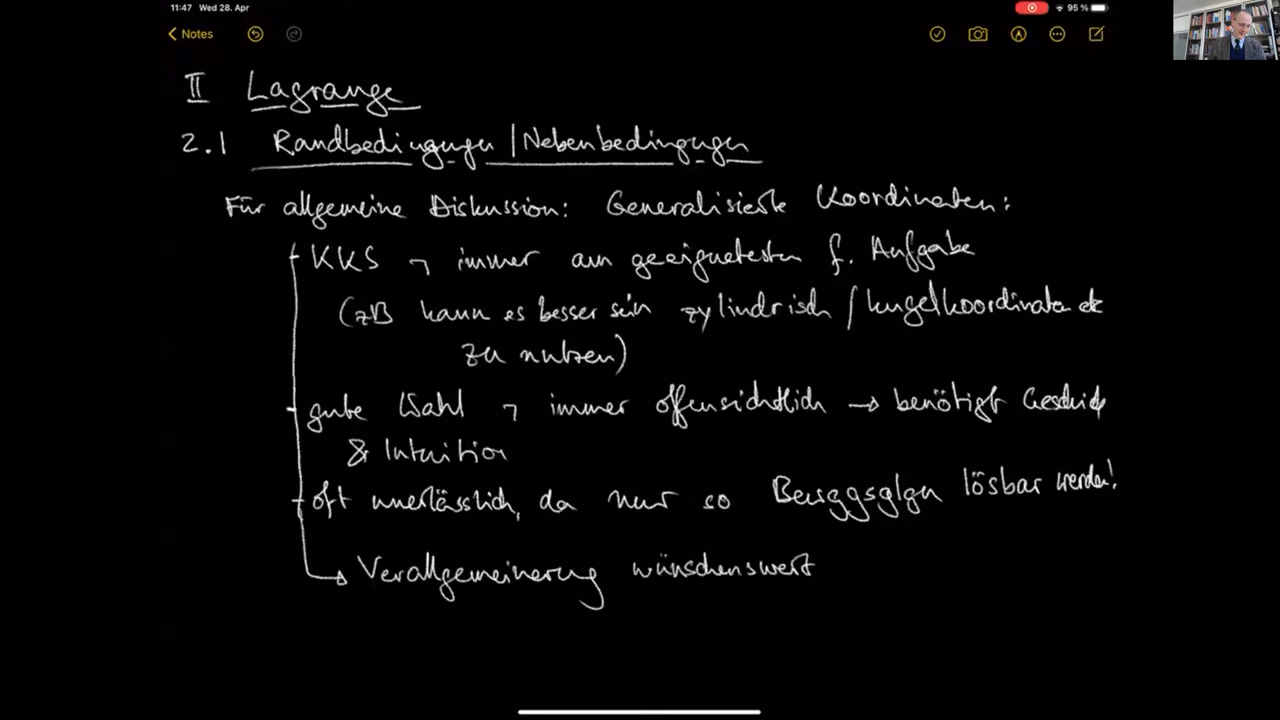 11:47 Wed 28. Apr
95 %
Notes
II Lagrange
2.1 Randbedingungen / Nebenbedingungen
Für allgemeine Diskussion: Generalisierte Koordinaten:
KKS ¬ immer am geeignetesten f. Aufgabe
(zB kann es besser sein zylindrisch / kugelkoordinaten etc
zu nutzen)
gute Wahl ¬ immer offensichtlich → benötigt Geschick
& Intuition
oft unerlässlich, da nur so Bewggsglgn lösbar werden!
↳ Verallgemeinerung wünschenswert